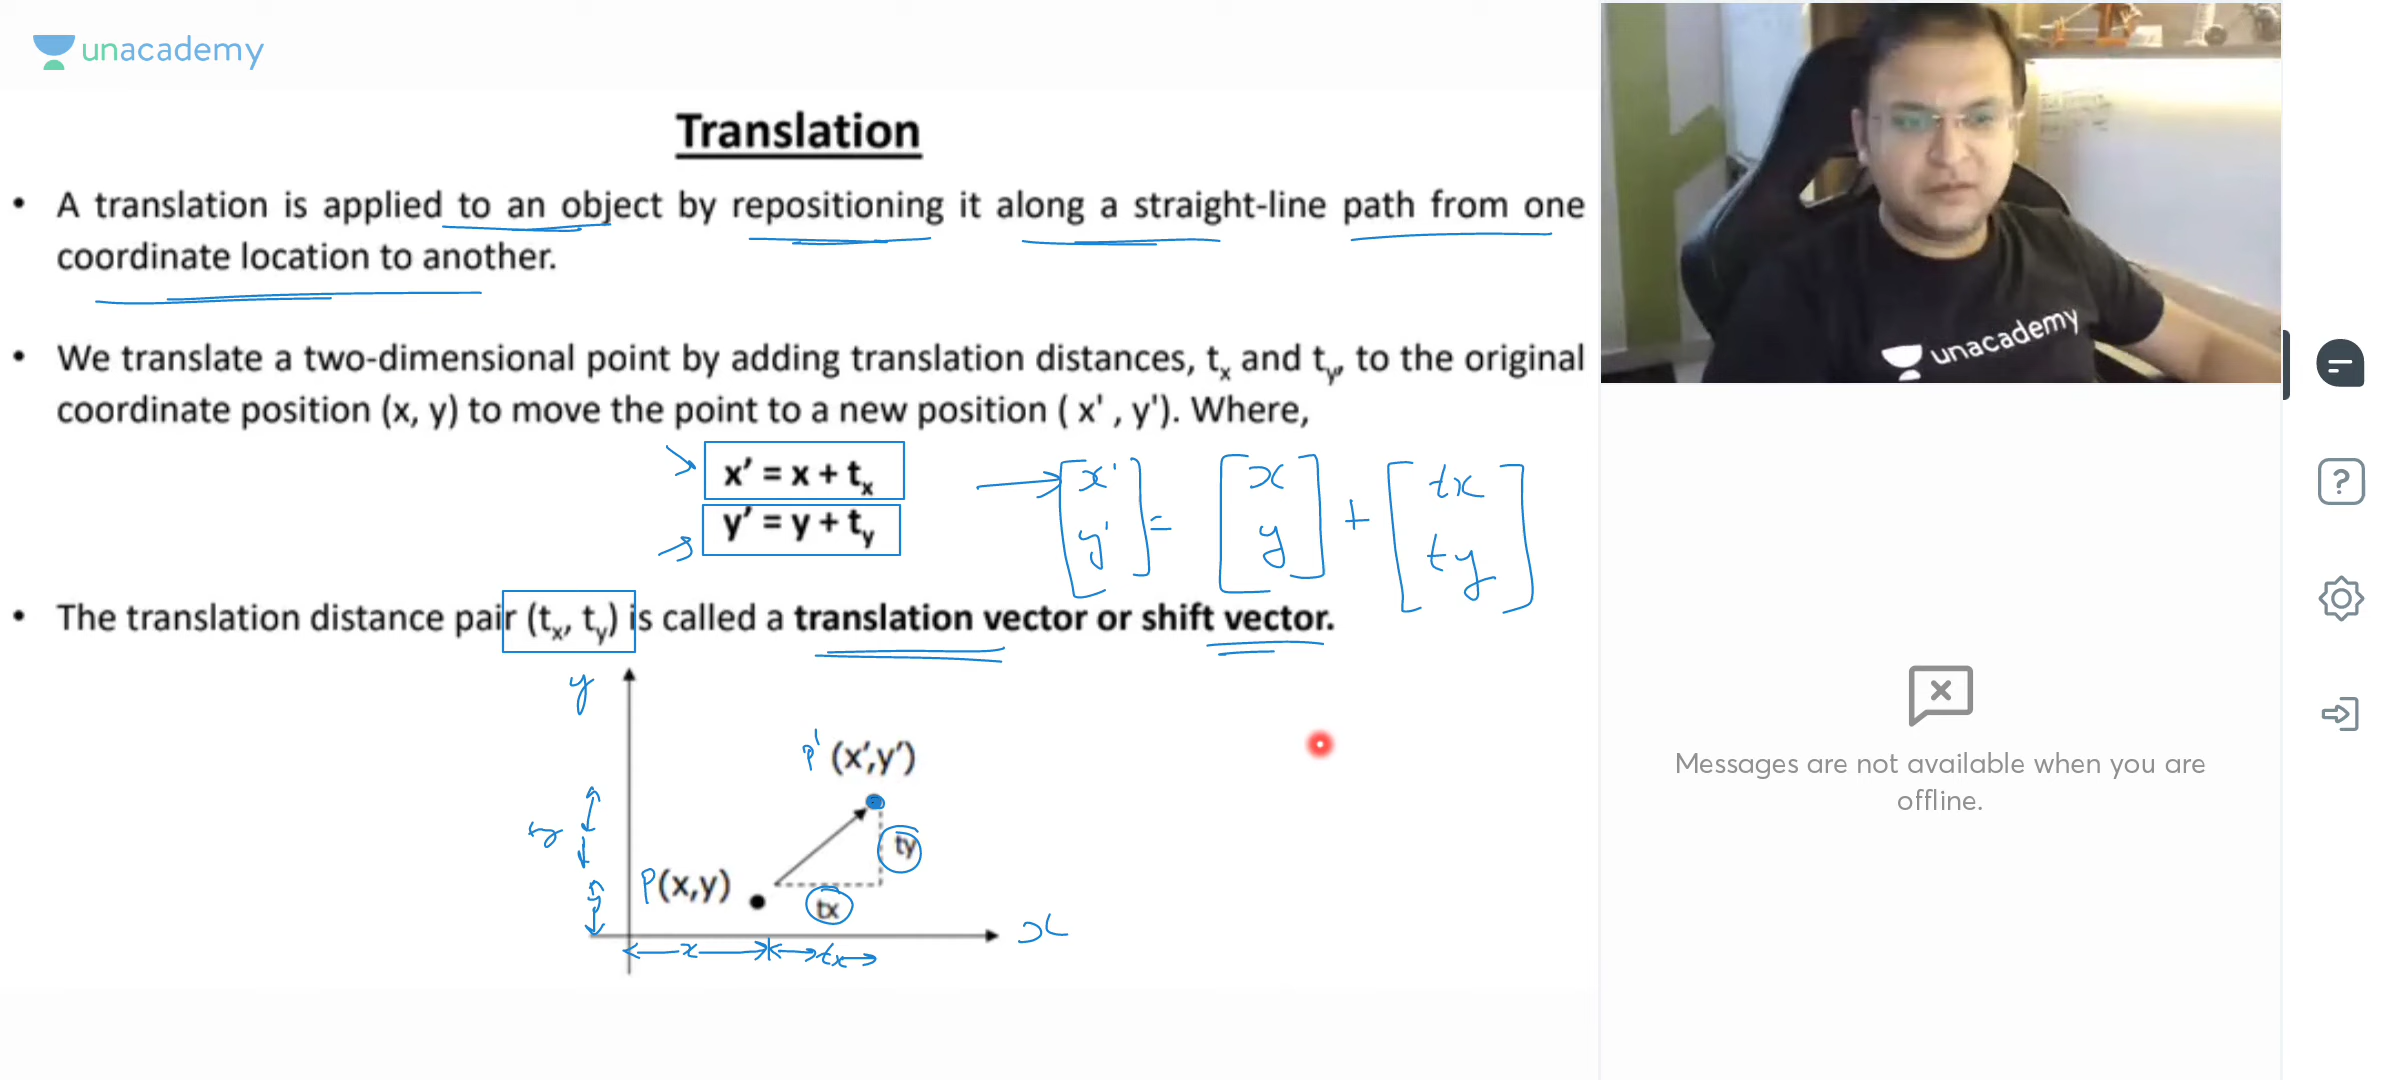 unacademy
Translation
• A translation is applied to an object by repositioning it along a straight-line path from one
coordinate location to another.
• We translate a two-dimensional point by adding translation distances, tx and ty, to the original
coordinate position (x, y) to move the point to a new position ( x' , y'). Where,
x' = x + tx
y' = y + ty
[x' y'] = [x y] + [tx ty]
• The translation distance pair (tx, ty) is called a translation vector or shift vector.
y
P' (x',y')
ty
ty
P(x,y)
y
tx
x
x
tx
unacademy
?
Messages are not available when you are
offline.